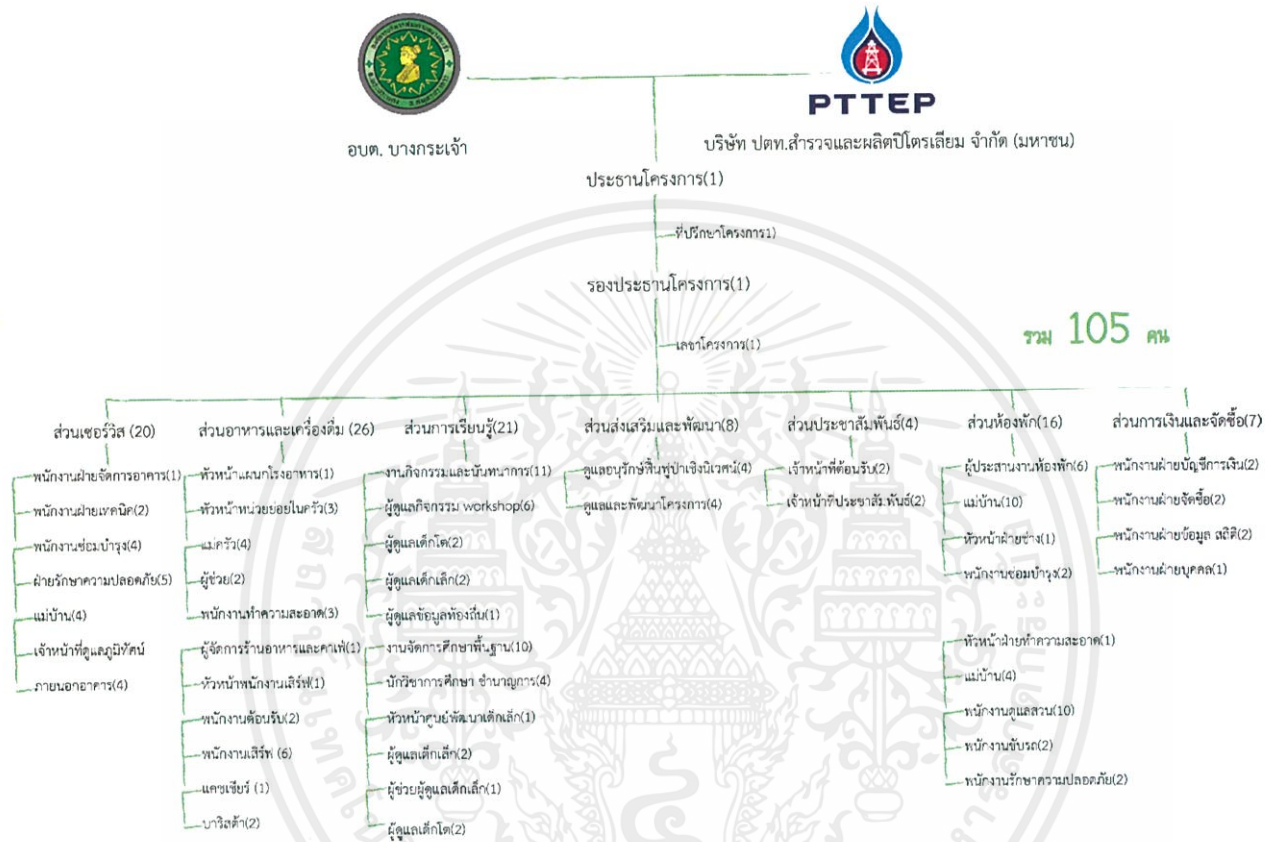 PTTEP
อบต. บางกระเจ้า
บริษัท ปตท.สำรวจและผลิตปิโตรเลียม จำกัด (มหาชน)
ประธานโครงการ(1)
ที่ปรึกษาโครงการ1)
รองประธานโครงการ(1)
เลขาโครงการ(1)
รวม 105 คน
ส่วนเซอร์วิส (20)
พนักงานฝ่ายจัดการอาคาร(1)
พนักงานฝ่ายเทคนิค(2)
พนักงานซ่อมบำรุง(4)
ฝ่ายรักษาความปลอดภัย(5)
แม่บ้าน(4)
เจ้าหน้าที่ดูแลภูมิทัศน์
ภายนอกอาคาร(4)
ส่วนอาหารและเครื่องดื่ม (26)
หัวหน้าแผนกโรงอาหาร(1)
หัวหน้าหน่วยย่อยในครัว(3)
แม่ครัว(4)
ผู้ช่วย(2)
พนักงานทำความสะอาด(3)
ผู้จัดการร้านอาหารและคาเฟ่(1)
หัวหน้าพนักงานเสิร์ฟ(1)
พนักงานต้อนรับ(2)
พนักงานเสิร์ฟ (6)
แคชเชียร์ (1)
บาริสต้า(2)
ส่วนการเรียนรู้(21)
งานกิจกรรมและนันทนาการ(11)
ผู้ดูแลกิจกรรม workshop(6)
ผู้ดูแลเด็กโต(2)
ผู้ดูแลเด็กเล็ก(2)
ผู้ดูแลข้อมูลท้องถิ่น(1)
งานจัดการศึกษาพื้นฐาน(10)
นักวิชาการศึกษา ชำนาญการ(4)
หัวหน้าศูนย์พัฒนาเด็กเล็ก(1)
ผู้ดูแลเด็กเล็ก(2)
ผู้ช่วยผู้ดูแลเด็กเล็ก(1)
ผู้ดูแลเด็กโต(2)
ส่วนส่งเสริมและพัฒนา(8)
ดูแลอนุรักษ์ฟื้นฟูป่าเชิงนิเวศน์(4)
ดูแลและพัฒนาโครงการ(4)
ส่วนประชาสัมพันธ์(4)
เจ้าหน้าที่ต้อนรับ(2)
เจ้าหน้าที่ประชาสัมพันธ์(2)
ส่วนห้องพัก(16)
ผู้ประสานงานห้องพัก(6)
แม่บ้าน(10)
หัวหน้าฝ่ายช่าง(1)
พนักงานซ่อมบำรุง(2)
หัวหน้าฝ่ายทำความสะอาด(1)
แม่บ้าน(4)
พนักงานดูแลสวน(10)
พนักงานขับรถ(2)
พนักงานรักษาความปลอดภัย(2)
ส่วนการเงินและจัดซื้อ(7)
พนักงานฝ่ายบัญชีการเงิน(2)
พนักงานฝ่ายจัดซื้อ(2)
พนักงานฝ่ายข้อมูล สถิติ(2)
พนักงานฝ่ายบุคคล(1)